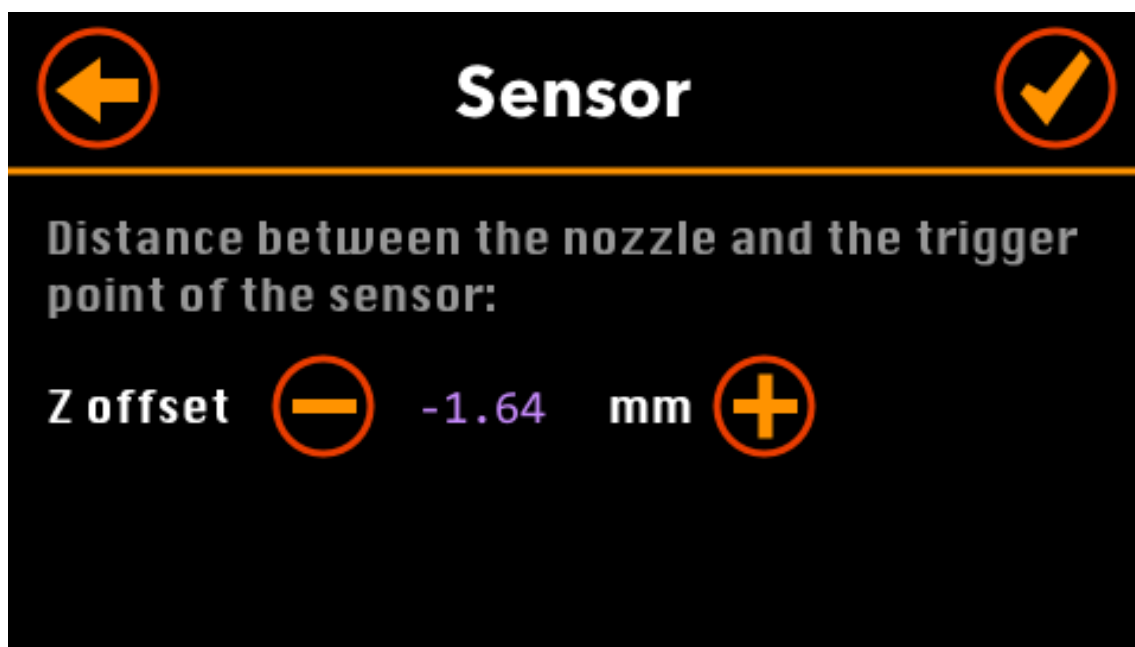 Sensor
Distance between the nozzle and the trigger
point of the sensor:
Z offset -1.64 mm